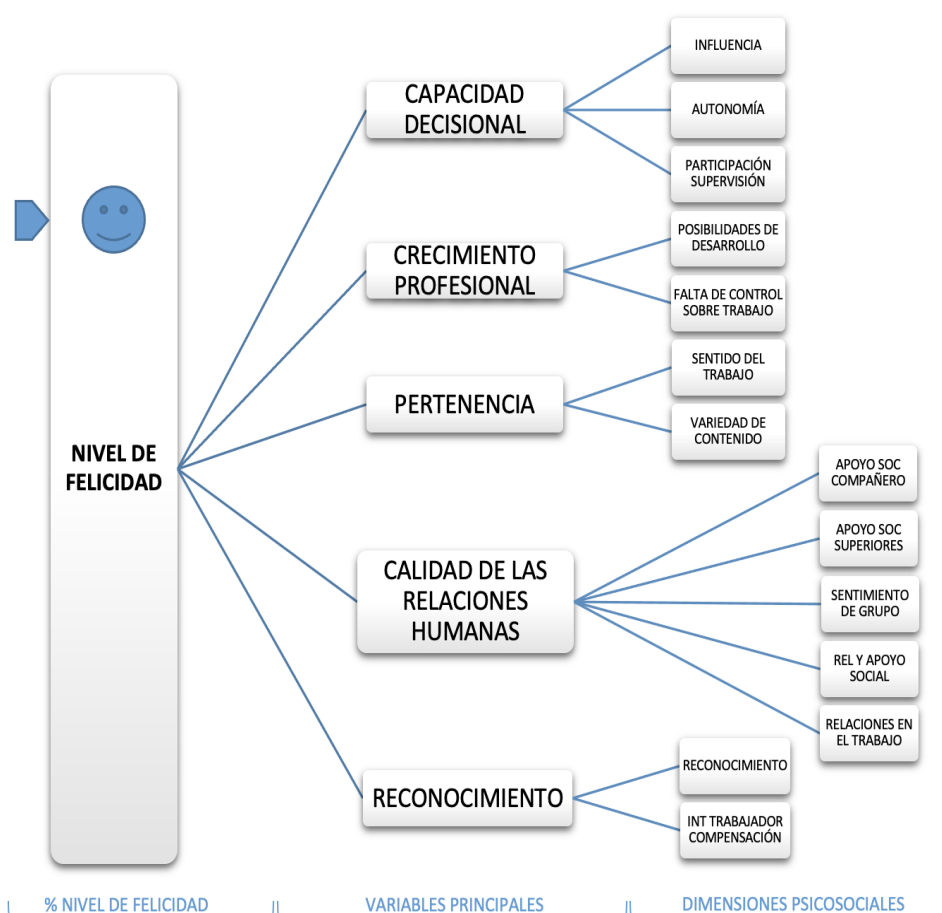 NIVEL DE
FELICIDAD
CAPACIDAD
DECISIONAL
INFLUENCIA
AUTONOMÍA
PARTICIPACIÓN
SUPERVISIÓN
CRECIMIENTO
PROFESIONAL
POSIBILIDADES DE
DESARROLLO
FALTA DE CONTROL
SOBRE TRABAJO
PERTENENCIA
SENTIDO DEL
TRABAJO
VARIEDAD DE
CONTENIDO
CALIDAD DE LAS
RELACIONES
HUMANAS
APOYO SOC
COMPAÑERO
APOYO SOC
SUPERIORES
SENTIMIENTO
DE GRUPO
REL Y APOYO
SOCIAL
RELACIONES EN
EL TRABAJO
RECONOCIMIENTO
RECONOCIMIENTO
INT TRABAJADOR
COMPENSACIÓN
% NIVEL DE FELICIDAD
VARIABLES PRINCIPALES
DIMENSIONES PSICOSOCIALES